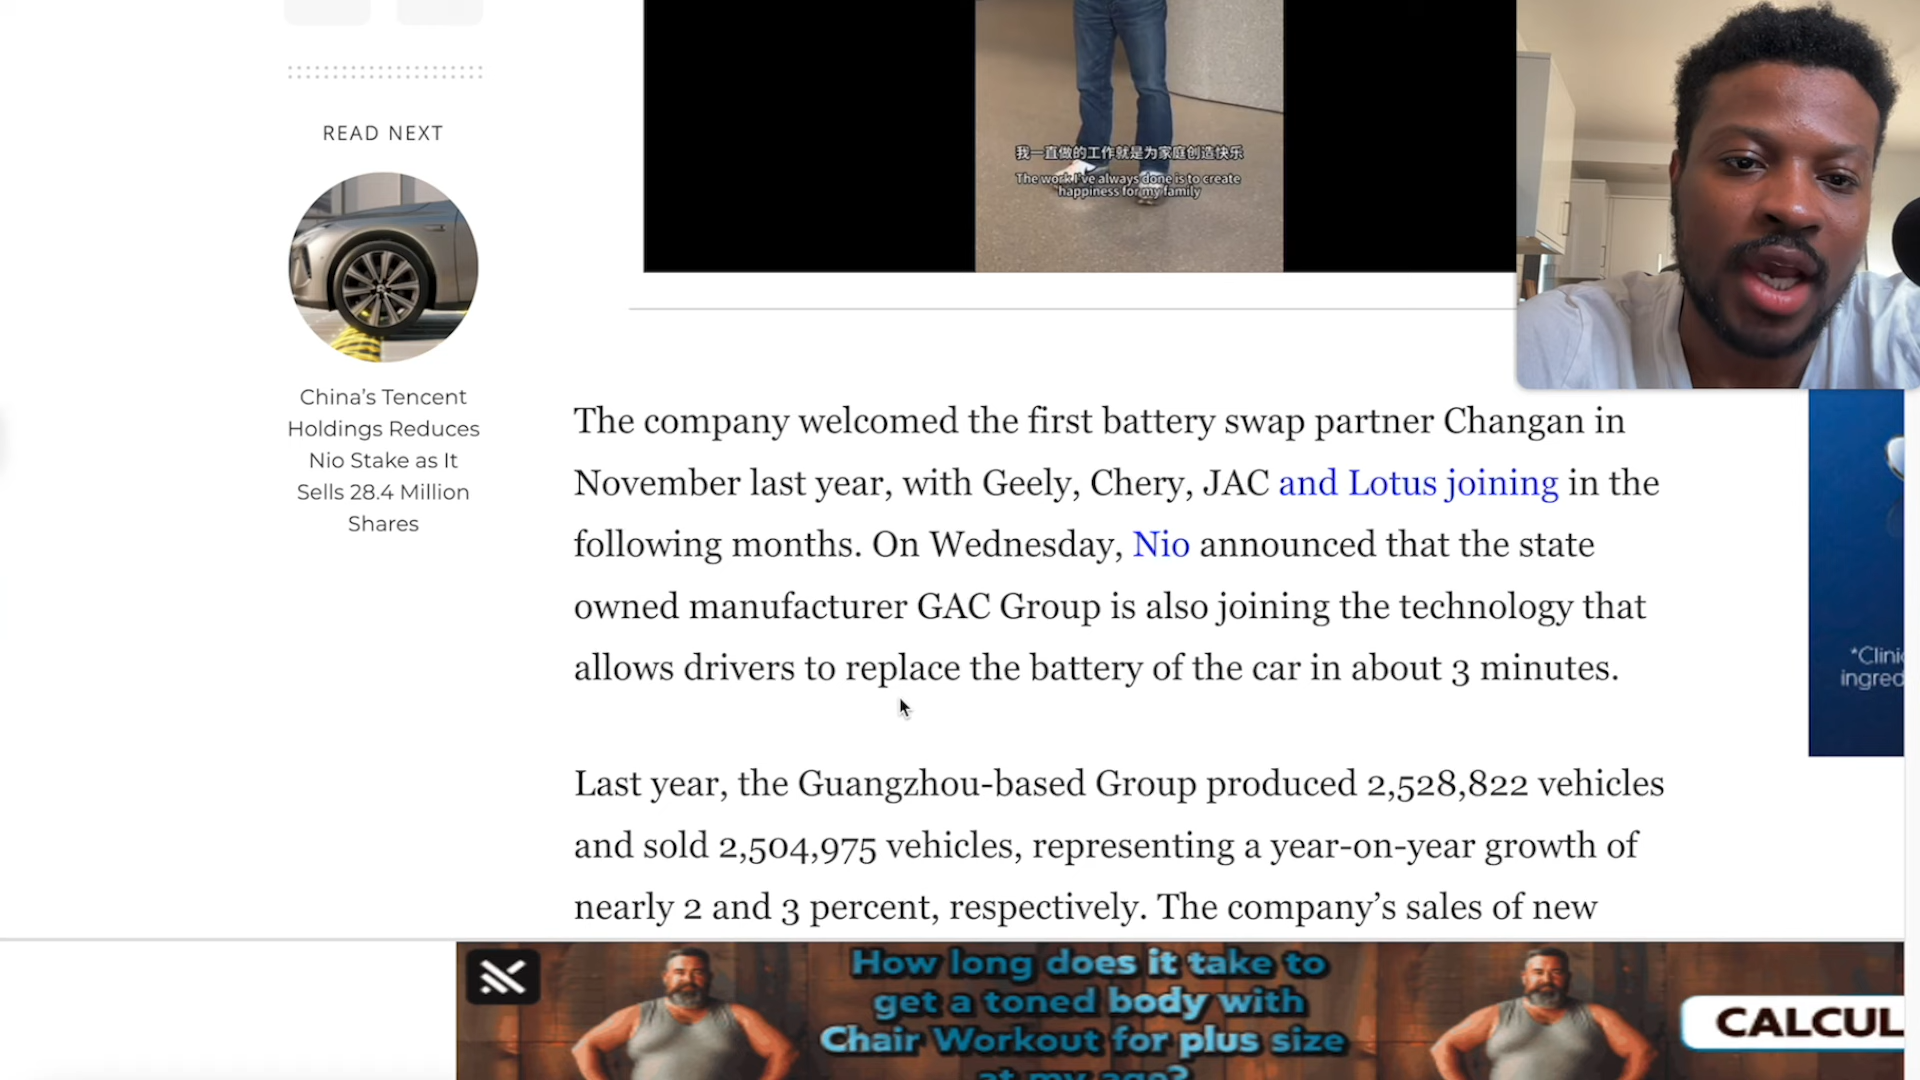 READ NEXT
China’s Tencent
Holdings Reduces
Nio Stake as It
Sells 28.4 Million
Shares
我一直做的工作就是为家庭创造快乐
The work I've always done is to create
happiness for my family
The company welcomed the first battery swap partner Changan in
November last year, with Geely, Chery, JAC and Lotus joining in the
following months. On Wednesday, Nio announced that the state
owned manufacturer GAC Group is also joining the technology that
allows drivers to replace the battery of the car in about 3 minutes.
Last year, the Guangzhou-based Group produced 2,528,822 vehicles
and sold 2,504,975 vehicles, representing a year-on-year growth of
nearly 2 and 3 percent, respectively. The company’s sales of new
*Clini
ingred
How long does it take to
get a toned body with
Chair Workout for plus size
at my age?
CALCUL